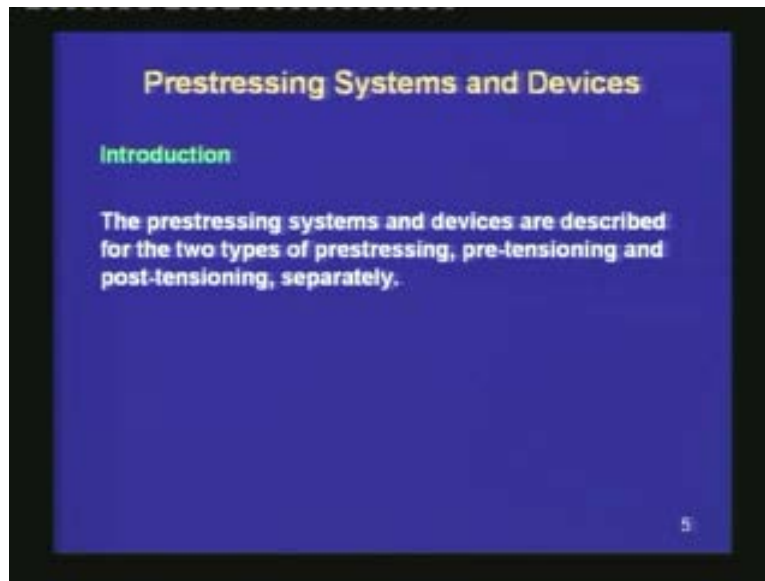 Prestressing Systems and Devices
Introduction
The prestressing systems and devices are described
for the two types of prestressing, pre-tensioning and
post-tensioning, separately.
5